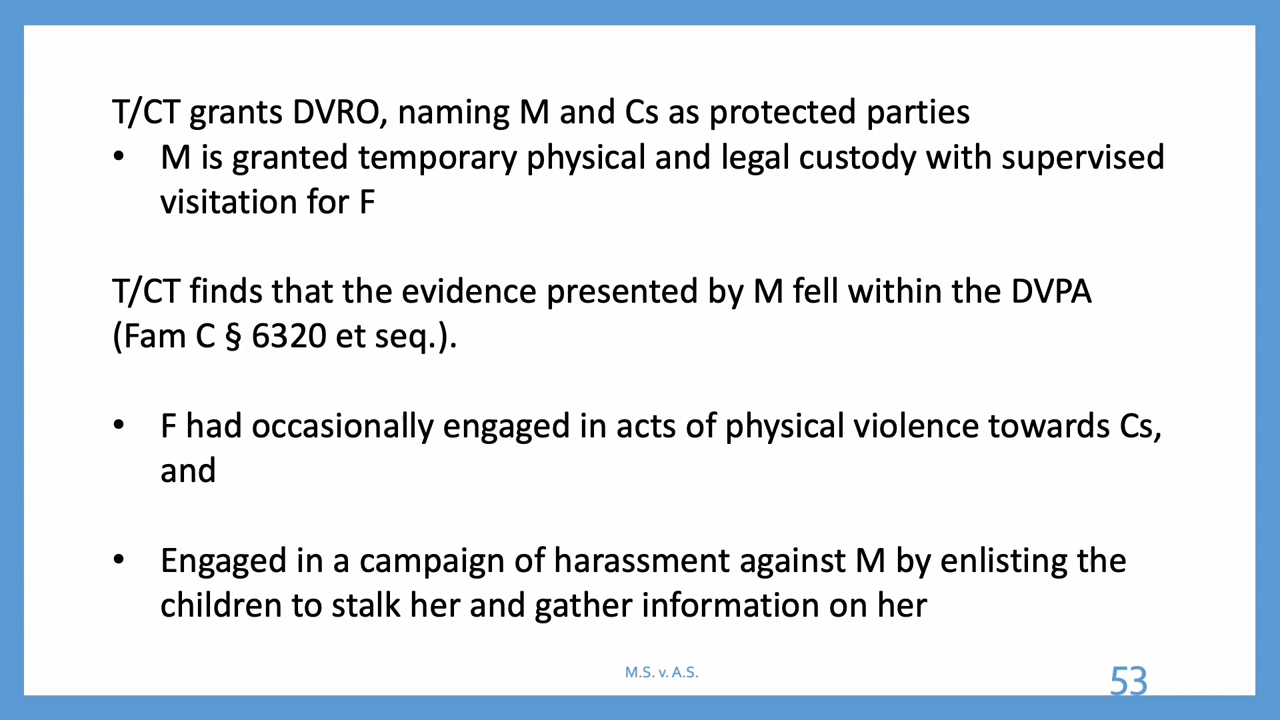 T/CT grants DVRO, naming M and Cs as protected parties
• M is granted temporary physical and legal custody with supervised
visitation for F
T/CT finds that the evidence presented by M fell within the DVPA
(Fam C § 6320 et seq.).
• F had occasionally engaged in acts of physical violence towards Cs,
and
• Engaged in a campaign of harassment against M by enlisting the
children to stalk her and gather information on her
M.S. v. A.S.
53